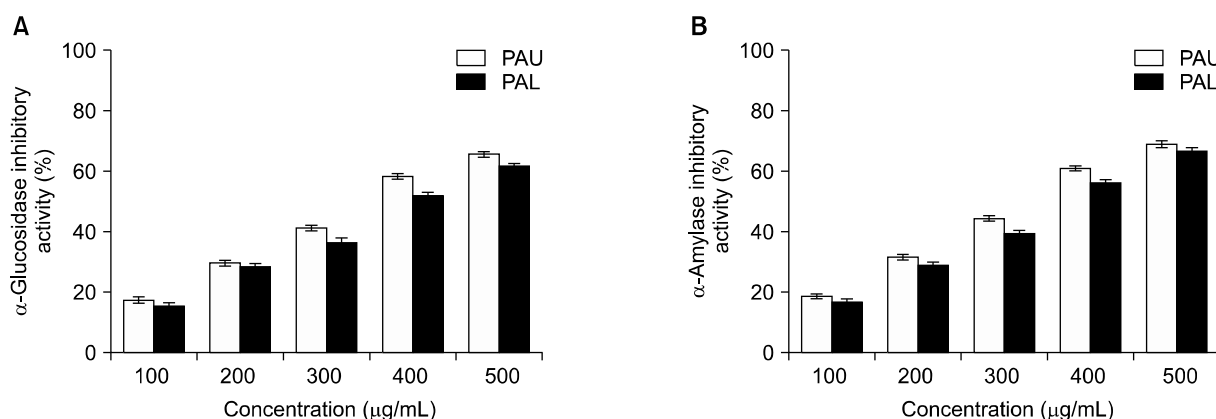 A
α-Glucosidase inhibitory
activity (%)
100
80
60
40
20
0
PAU
PAL
100 200 300 400 500
Concentration (μg/mL)
B
α-Amylase inhibitory
activity (%)
100
80
60
40
20
0
PAU
PAL
100 200 300 400 500
Concentration (μg/mL)